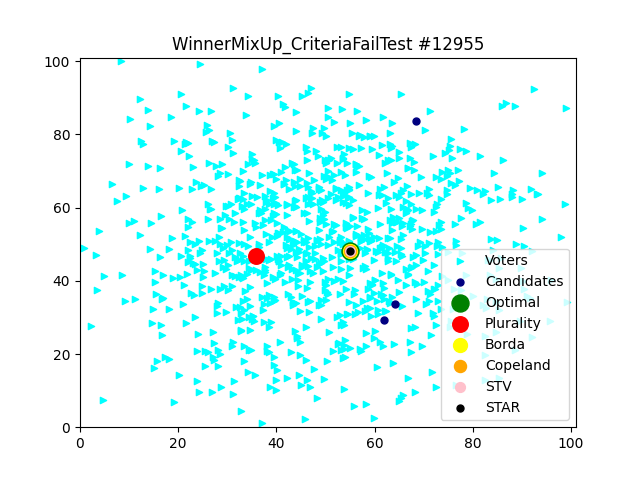 WinnerMixUp_CriteriaFailTest #12955
100
80
60
40
20
0
0 20 40 60 80 100
Voters
Candidates
Optimal
Plurality
Borda
Copeland
STV
STAR